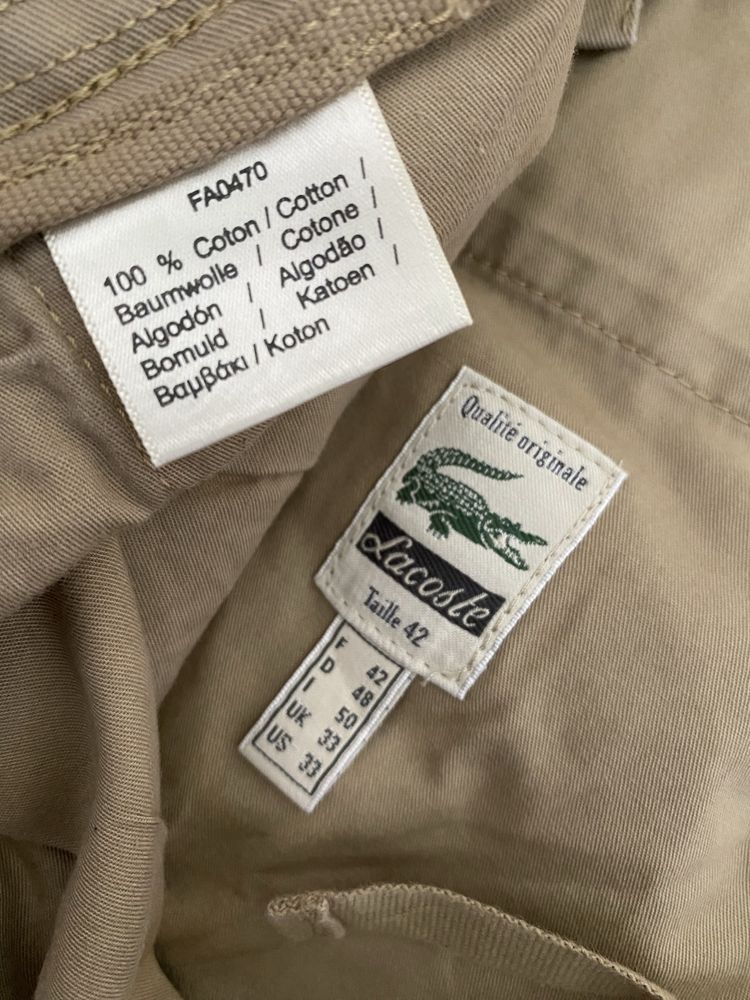 FA0470
100 % Coton / Cotton /
Baumwolle / Cotone /
Algodón / Algodão /
Bomuld / Katoen /
Βαμβάκι / Koton
Qualité originale
Lacoste
Taille 42
F 42
D 48
I 50
UK 33
US 33